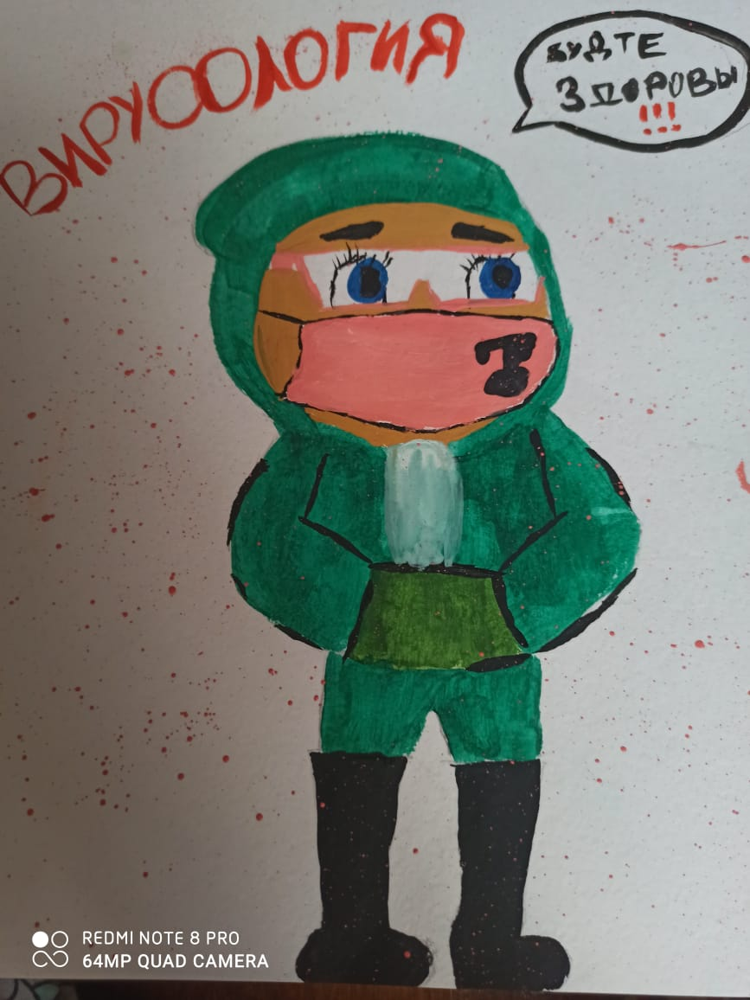 ВИРУСОЛОГИЯ
БУДТЕ
ЗДОРОВЫ
!!!
REDMI NOTE 8 PRO
64MP QUAD CAMERA